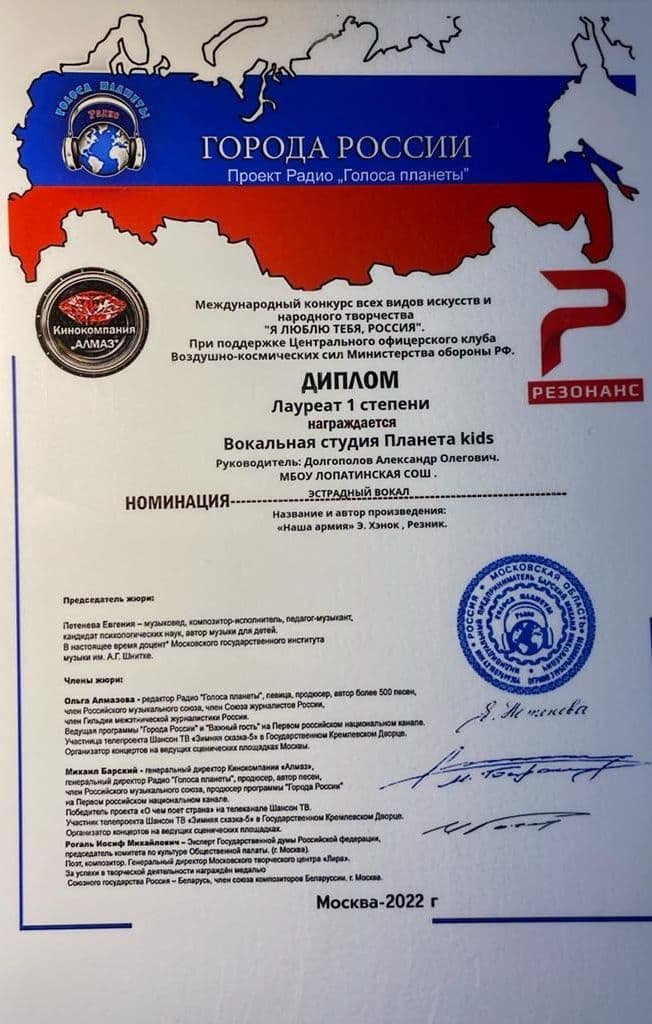 ГОЛОСА ПЛАНЕТЫ
РАДИО
ГОРОДА РОССИИ
Проект Радио „Голоса планеты"
Кинокомпания
"АЛМАЗ"
Международный конкурс всех видов искусств и
народного творчества
"Я ЛЮБЛЮ ТЕБЯ, РОССИЯ".
При поддержке Центрального офицерского клуба
Воздушно-космических сил Министерства обороны РФ.
РЕЗОНАНС
ДИПЛОМ
Лауреат 1 степени
награждается
Вокальная студия Планета kids
Руководитель: Долгополов Александр Олегович.
МБОУ ЛОПАТИНСКАЯ СОШ .
НОМИНАЦИЯ
ЭСТРАДНЫЙ ВОКАЛ
Название и автор произведения:
«Наша армия» Э. Хэнок , Резник.
Председатель жюри:
Петенева Евгения – музыковед, композитор-исполнитель, педагог-музыкант,
кандидат психологических наук, автор музыки для детей.
В настоящее время доцент* Московского государственного института
музыки им. А.Г. Шнитке.
Члены жюри:
Ольга Алмазова - редактор Радио "Голоса планеты", певица, продюсер, автор более 500 песен,
член Российского музыкального союза, член Союза журналистов России,
член Гильдии межэтнической журналистики России.
Ведущая программы "Города России" и "Важный гость" на Первом российском национальном канале.
Участница телепроекта Шансон ТВ «Зимняя сказка-5» в Государственном Кремлевском Дворце.
Организатор концертов на ведущих сценических площадках Москвы.
Михаил Барский - генеральный директор Кинокомпании «Алмаз»,
генеральный директор Радио "Голоса планеты", продюсер, автор песен,
член Российского музыкального союза, продюсер программы "Города России"
на Первом российском национальном канале.
Победитель проекта «О чем поет страна» на телеканале Шансон ТВ.
Участник телепроекта Шансон ТВ «Зимняя сказка-5» в Государственном Кремлевском Дворце.
Организатор концертов на ведущих сценических площадках.
Рогаль Иосиф Михайлович – Эксперт Государственной думы Российской федерации,
председатель комитета по культуре Общественной палаты. (г. Москва).
Поэт, композитор. Генеральный директор Московского творческого центра «Лира».
За успехи в творческой деятельности награждён медалью
Союзного государства Россия – Беларусь, член союза композиторов Беларуссии. г. Москва.
РОССИЯ * МОСКОВСКАЯ ОБЛАСТЬ
ИНДИВИДУАЛЬНЫЙ ПРЕДПРИНИМАТЕЛЬ БАРСКИЙ МИХАИЛ
ГОЛОСА ПЛАНЕТЫ
РАДИО
Москва-2022 г